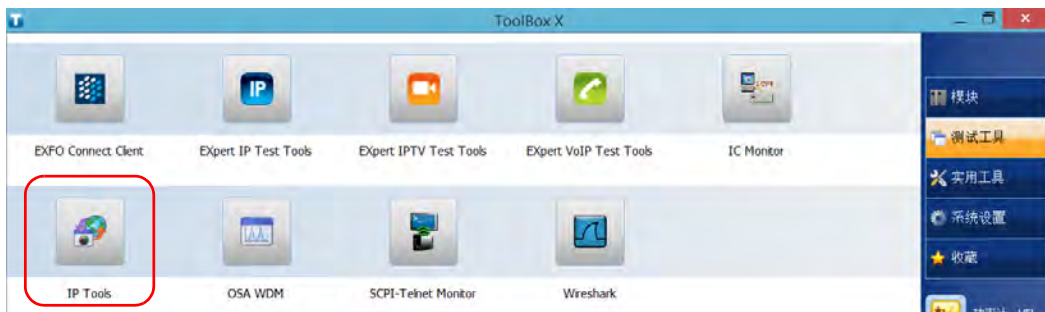 ToolBox X
EXFO Connect Client
EXpert IP Test Tools
EXpert IPTV Test Tools
EXpert VoIP Test Tools
IC Monitor
IP Tools
OSA WDM
SCPI-Telnet Monitor
Wireshark
模块
测试工具
实用工具
系统设置
收藏